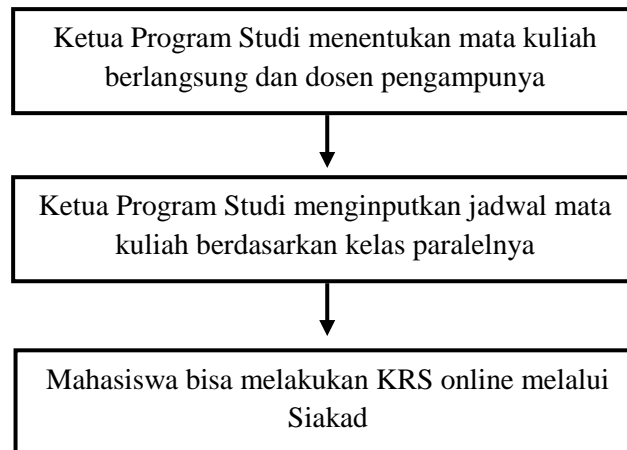 Ketua Program Studi menentukan mata kuliah
berlangsung dan dosen pengampunya
Ketua Program Studi menginputkan jadwal mata
kuliah berdasarkan kelas paralelnya
Mahasiswa bisa melakukan KRS online melalui
Siakad